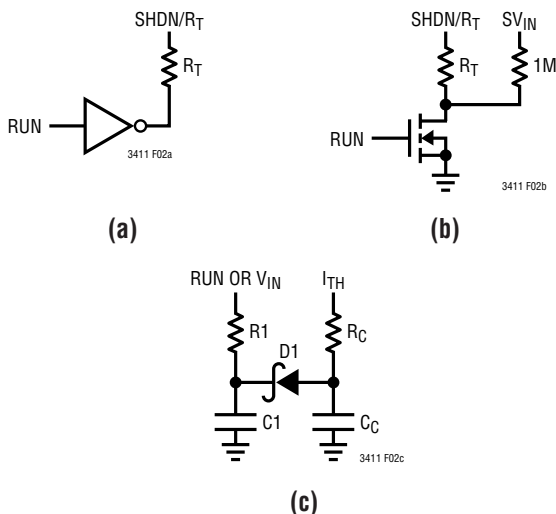 SHDN/RT
RT
RUN
3411 F02a
(a)
SHDN/RT
SVIN
RT
1M
RUN
3411 F02b
(b)
RUN OR VIN
ITH
R1
D1
RC
C1
CC
3411 F02c
(c)